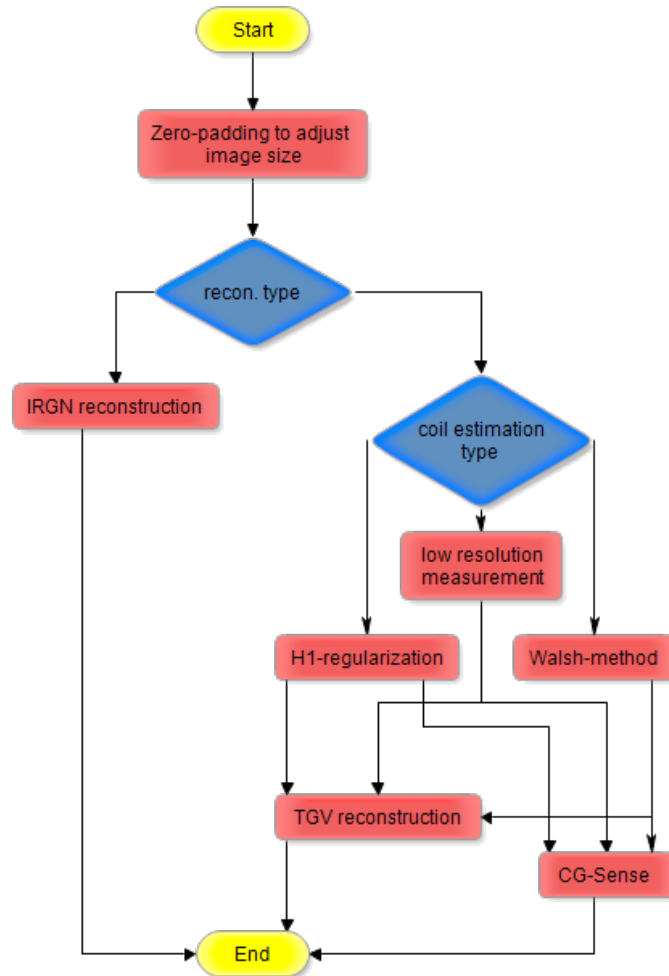 Start
Zero-padding to adjust
image size
recon. type
IRGN reconstruction
coil estimation
type
low resolution
measurement
H1-regularization
Walsh-method
TGV reconstruction
CG-Sense
End